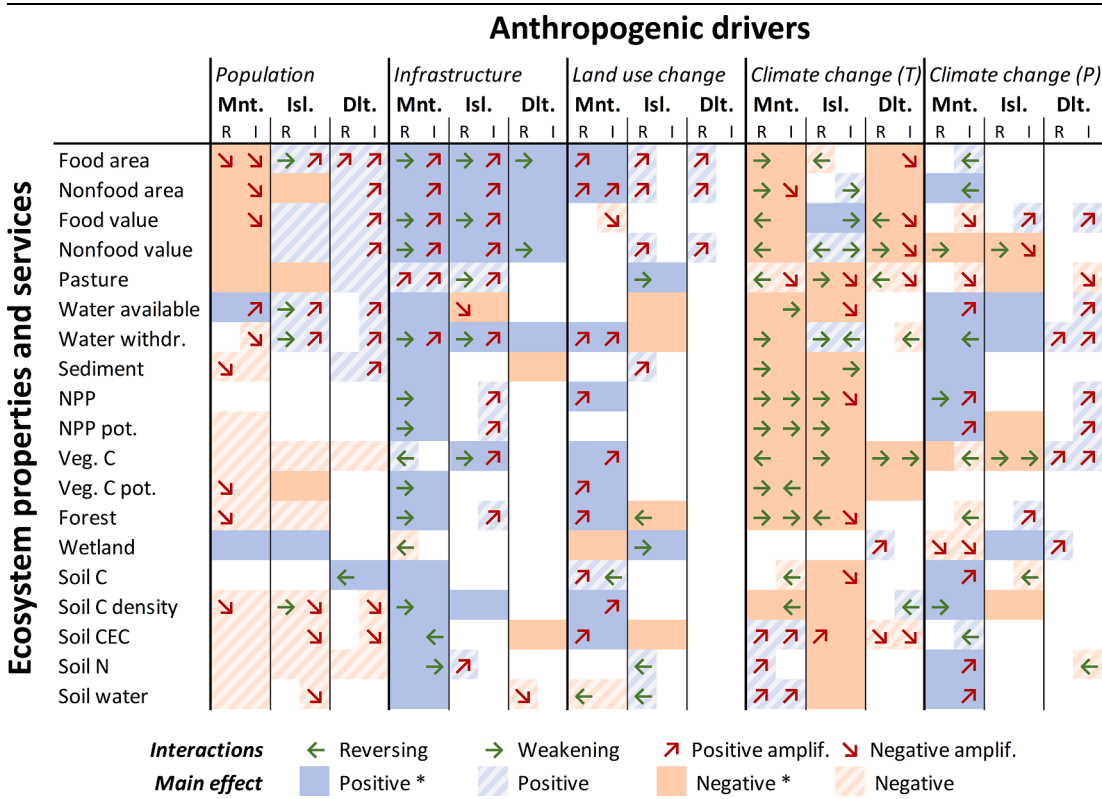 Anthropogenic drivers
Population Infrastructure Land use change Climate change (T) Climate change (P)
Mnt. Isl. Dlt. Mnt. Isl. Dlt. Mnt. Isl. Dlt. Mnt. Isl. Dlt. Mnt. Isl. Dlt.
R I R I R I R I R I R I R I R I R I R I R I R I R I R I R I
Ecosystem properties and services
Food area
Nonfood area
Food value
Nonfood value
Pasture
Water available
Water withdr.
Sediment
NPP
NPP pot.
Veg. C
Veg. C pot.
Forest
Wetland
Soil C
Soil C density
Soil CEC
Soil N
Soil water
Interactions ← Reversing → Weakening ↗ Positive amplif. ↘ Negative amplif.
Main effect Positive * Positive Negative * Negative